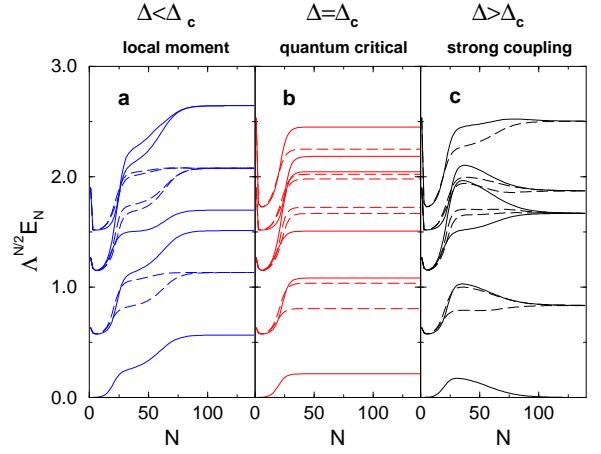 Δ<Δc Δ=Δc Δ>Δc
local moment quantum critical strong coupling
3.0
a b c
2.0
Λ^{N/2}E_N
1.0
0.0
0 50 100 0 50 100 0 50 100
N N N